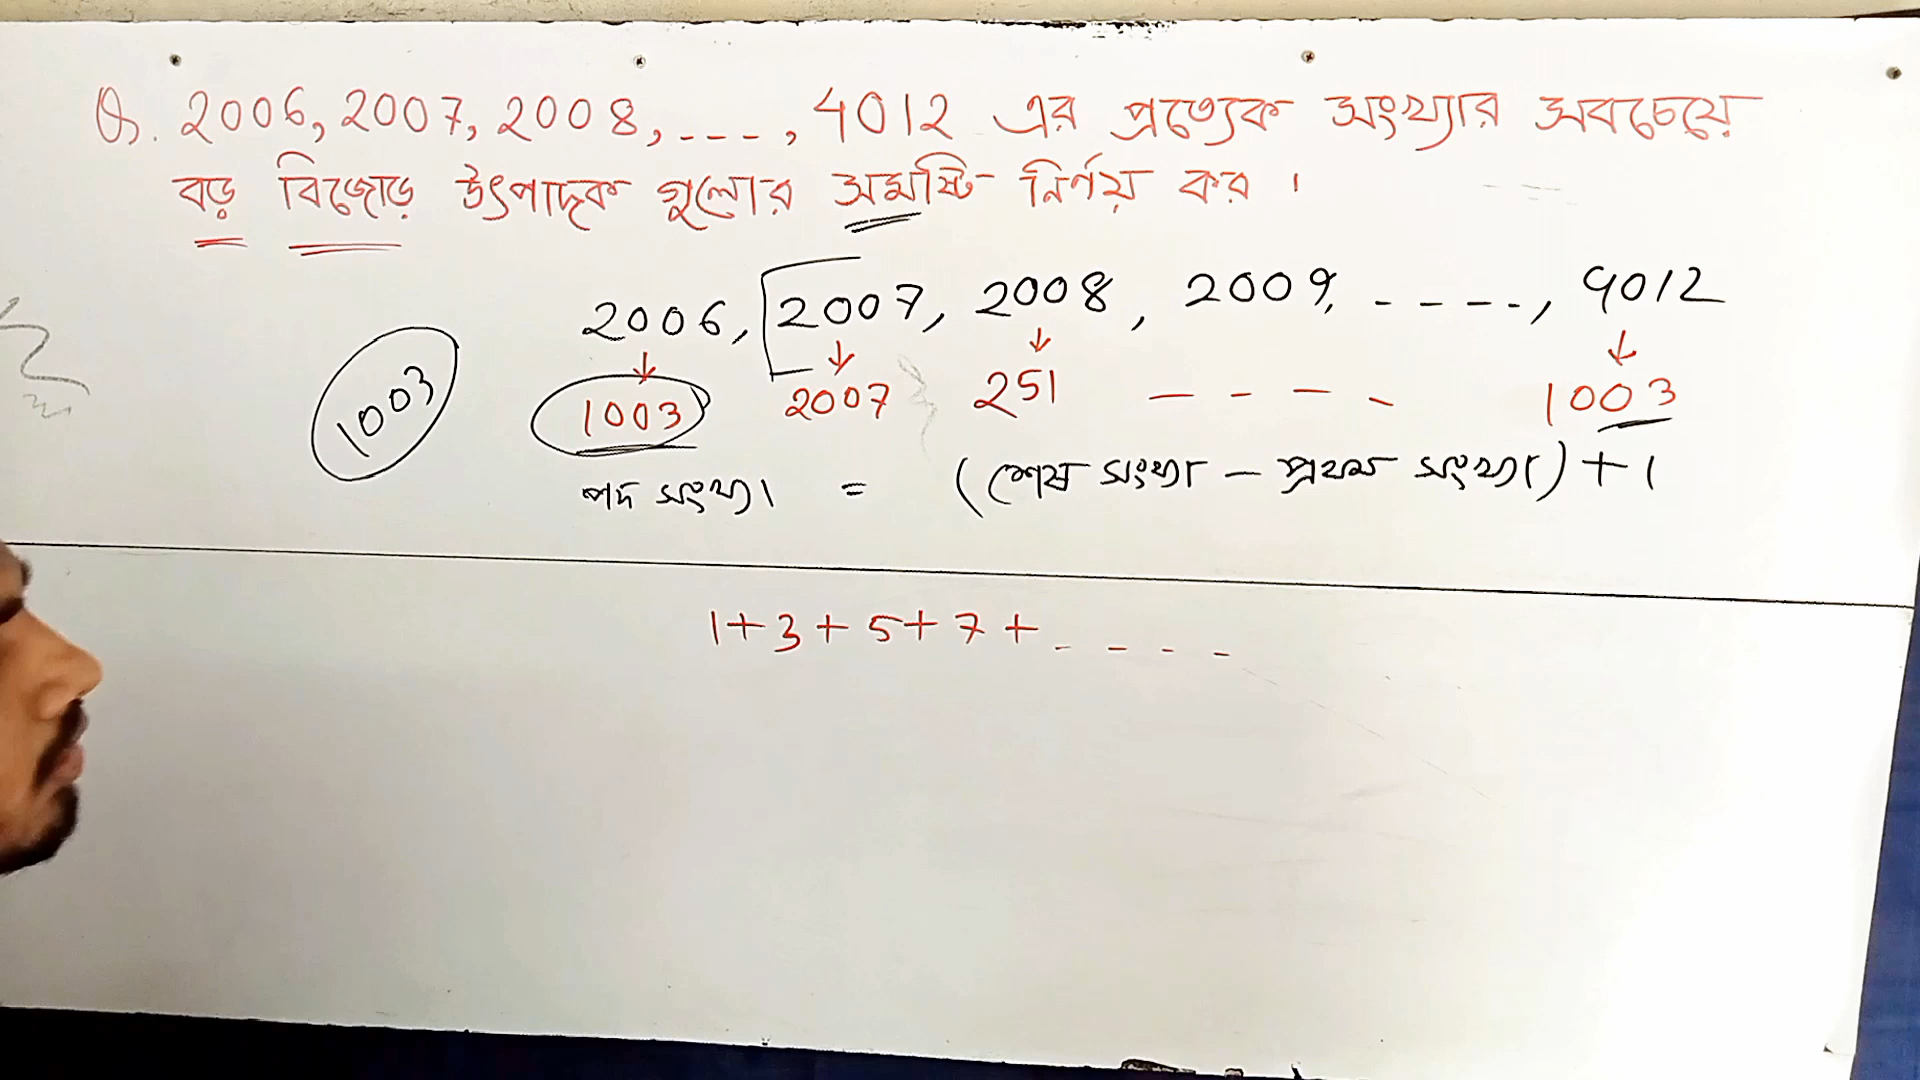 Q. 2006, 2007, 2008, ----, 4012 এর প্রত্যেক সংখ্যার সবচেয়ে
বড় বিজোড় উৎপাদক গুলোর সমষ্টি নির্ণয় কর ।
2006, 2007, 2008, 2009, ----, 4012
1003 1003 2007 251 ---- 1003
পদ সংখ্যা = (শেষ সংখ্যা - প্রথম সংখ্যা) + 1
1+3+5+7+ ----